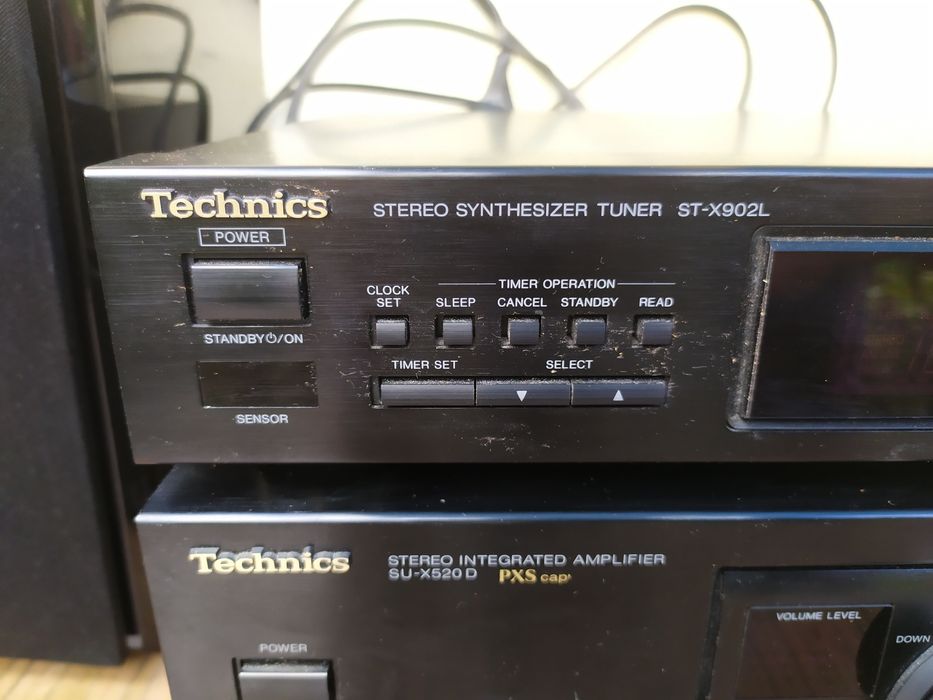 Technics
STEREO SYNTHESIZER TUNER ST-X902L
POWER
STANDBY⏻/ON
SENSOR
TIMER OPERATION
CLOCK SET
SLEEP
CANCEL
STANDBY
READ
TIMER SET
SELECT
▼
▲
Technics
STEREO INTEGRATED AMPLIFIER
SU-X520D PXS cap
POWER
VOLUME LEVEL
DOWN